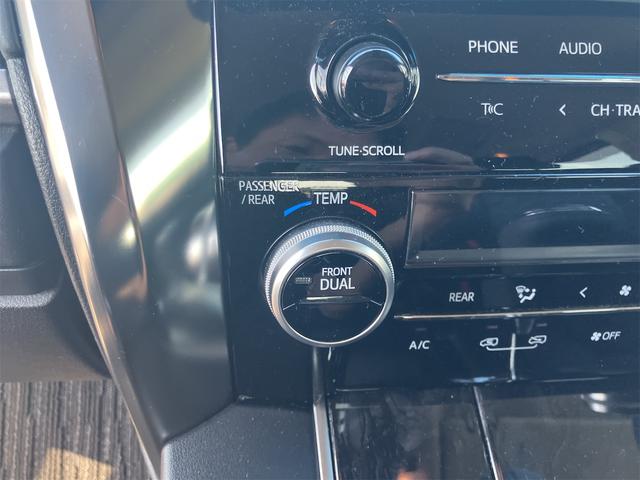 PHONE AUDIO
T CH·TRA
TUNE·SCROLL
PASSENGER
/ REAR
TEMP
FRONT
DUAL
REAR
A/C
OFF